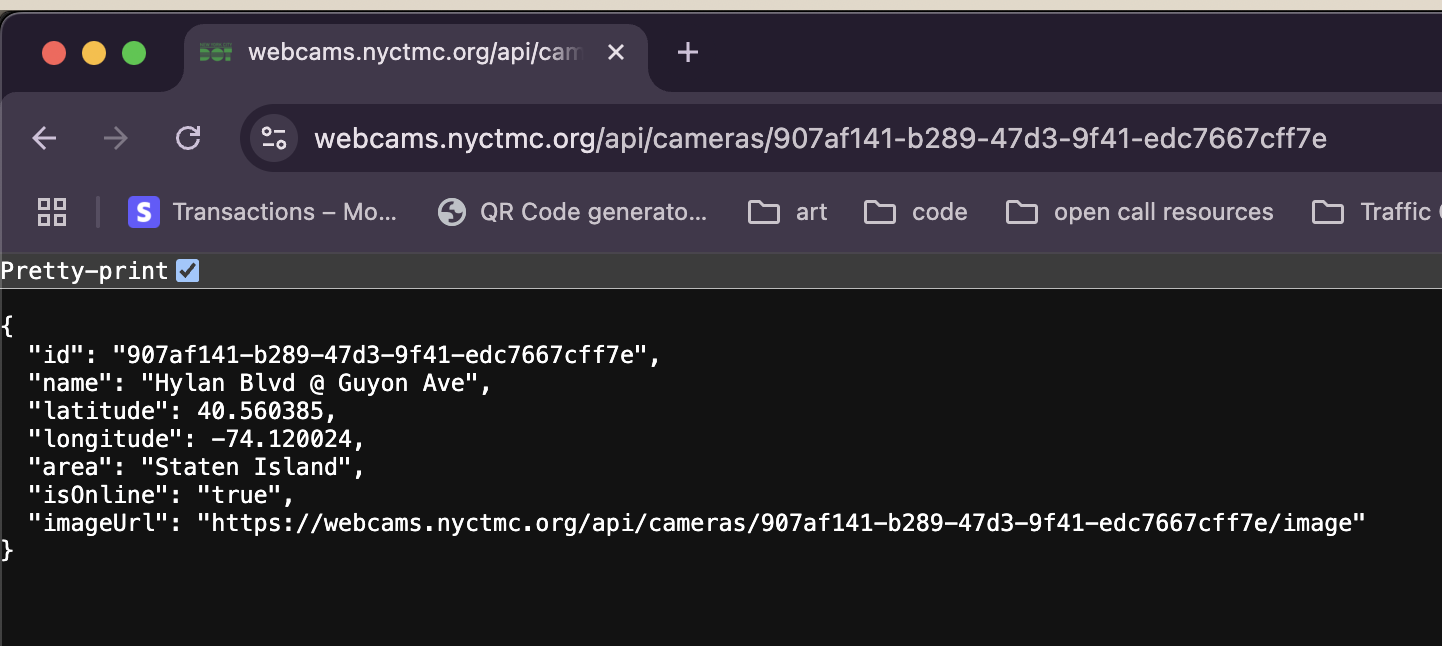 webcams.nyctmc.org/api/cam
webcams.nyctmc.org/api/cameras/907af141-b289-47d3-9f41-edc7667cff7e
S Transactions – Mo... QR Code generato... art code open call resources Traffic
Pretty-print
{
"id": "907af141-b289-47d3-9f41-edc7667cff7e",
"name": "Hylan Blvd @ Guyon Ave",
"latitude": 40.560385,
"longitude": -74.120024,
"area": "Staten Island",
"isOnline": "true",
"imageUrl": "https://webcams.nyctmc.org/api/cameras/907af141-b289-47d3-9f41-edc7667cff7e/image"
}